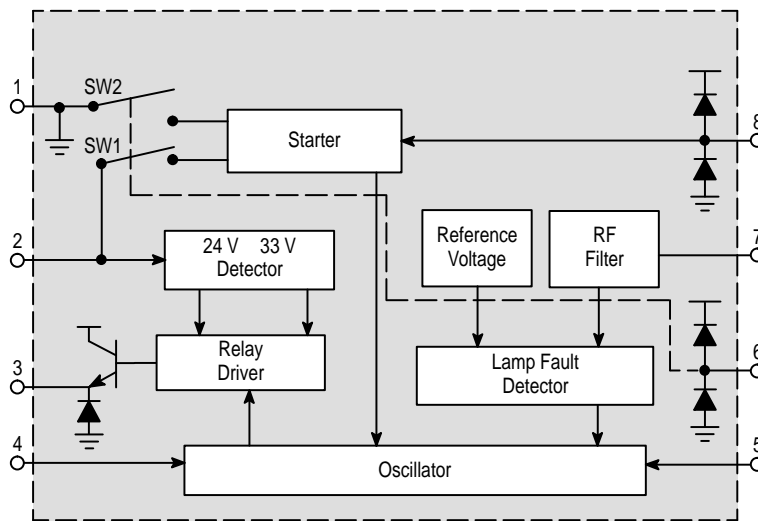 1
SW2
SW1
Starter
8
2
24 V 33 V
Detector
Reference
Voltage
RF
Filter
7
3
Relay
Driver
Lamp Fault
Detector
6
4
Oscillator
5